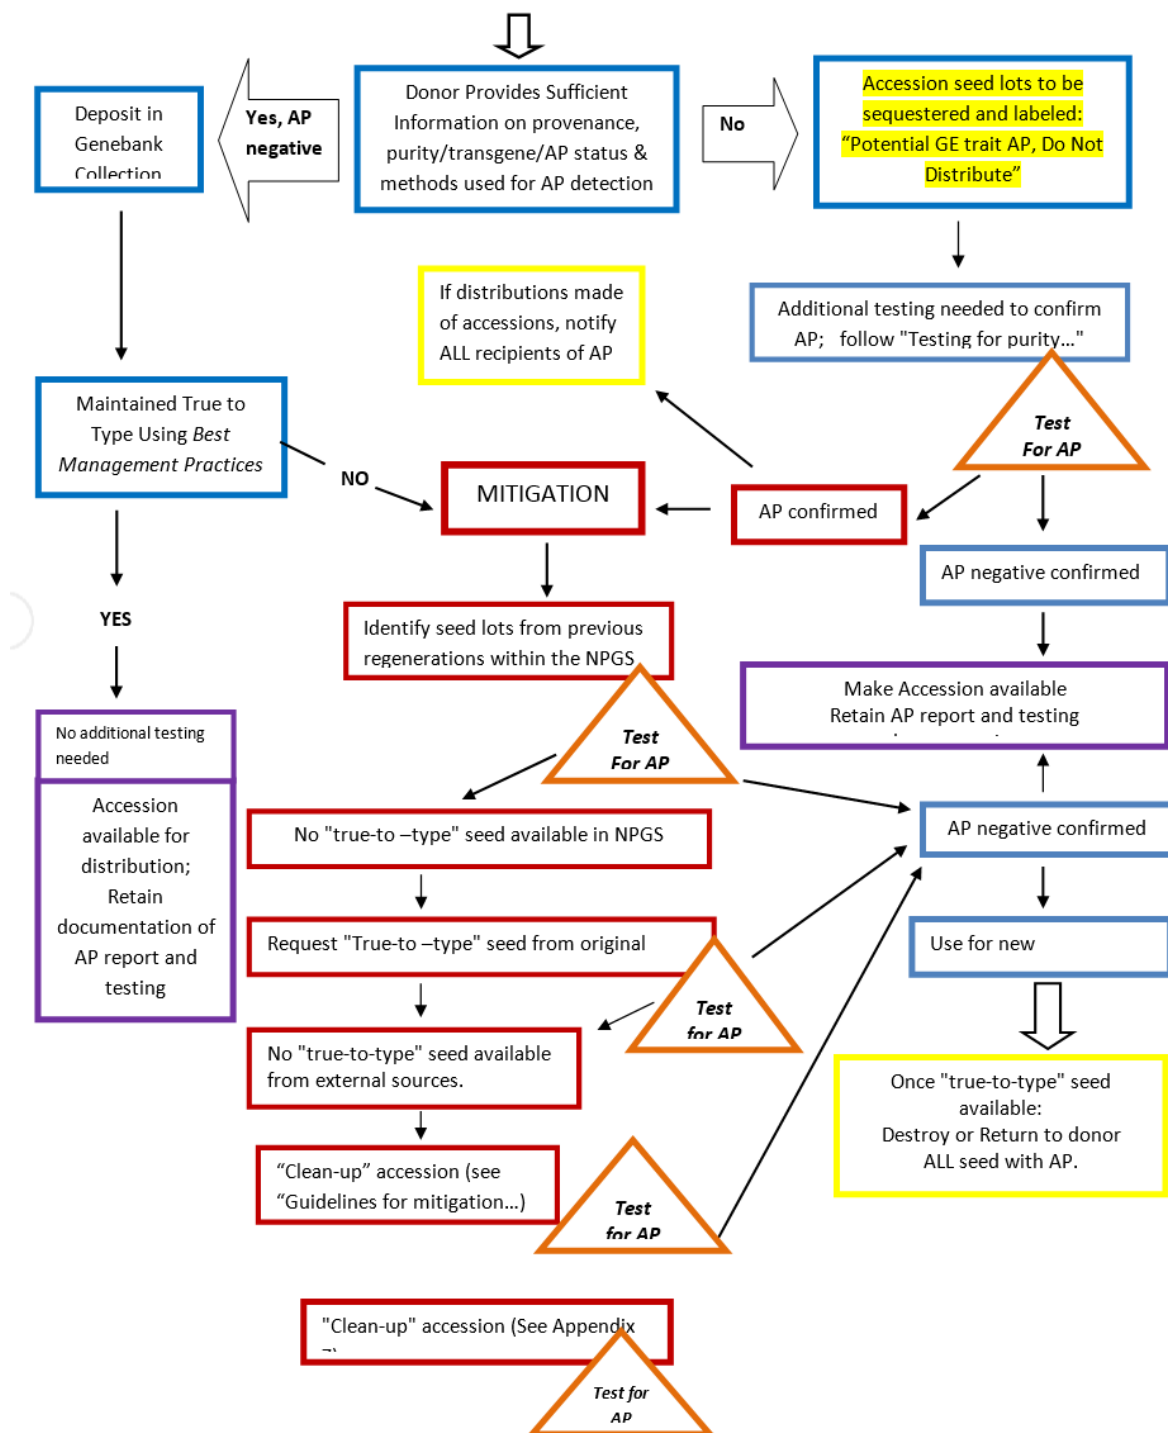 Donor Provides Sufficient
Information on provenance,
purity/transgene/AP status &
methods used for AP detection
Yes, AP
negative
No
Deposit in
Genebank
Collection
Accession seed lots to be
sequestered and labeled:
“Potential GE trait AP, Do Not
Distribute”
If distributions made
of accessions, notify
ALL recipients of AP
Additional testing needed to confirm
AP; follow "Testing for purity…"
Test
For AP
Maintained True to
Type Using Best
Management Practices
NO
MITIGATION
AP confirmed
AP negative confirmed
YES
Identify seed lots from previous
regenerations within the NPGS
Test
For AP
Make Accession available
Retain AP report and testing
No additional testing
needed
Accession
available for
distribution;
Retain
documentation of
AP report and
testing
No "true-to –type" seed available in NPGS
AP negative confirmed
Request "True-to –type" seed from original
Test
for AP
Use for new
No "true-to-type" seed available
from external sources.
Once "true-to-type" seed
available:
Destroy or Return to donor
ALL seed with AP.
“Clean-up” accession (see
“Guidelines for mitigation…)
Test
for AP
"Clean-up" accession (See Appendix
Test for
AP